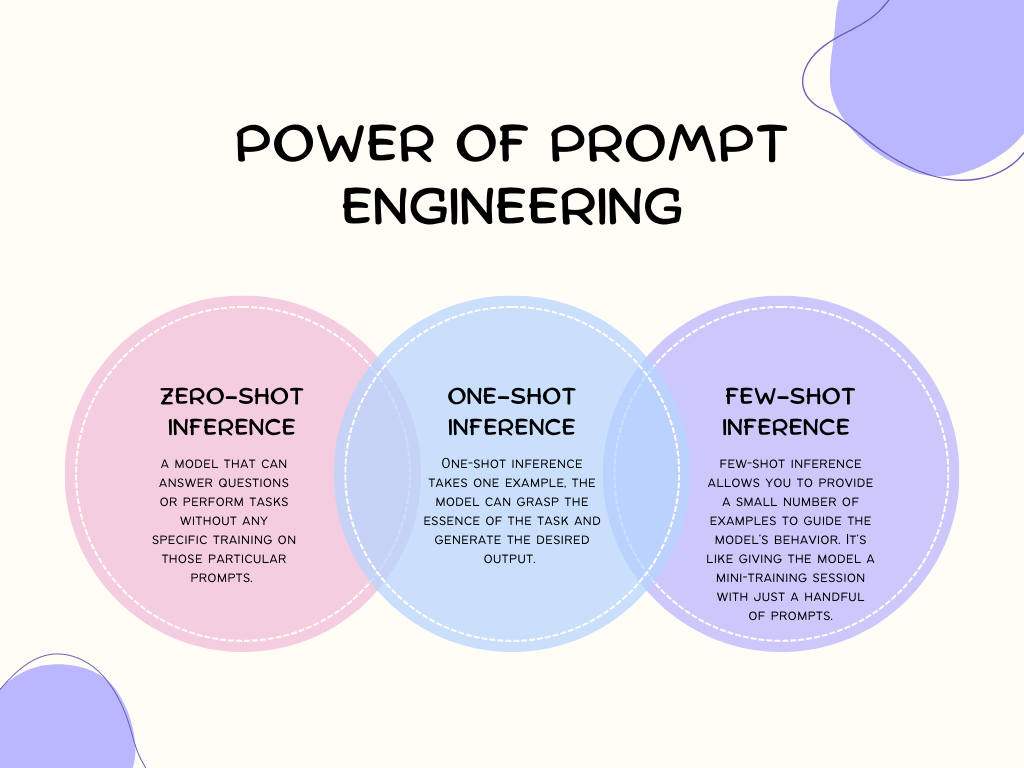 POWER OF PROMPT
ENGINEERING
ZERO-SHOT
INFERENCE
A MODEL THAT CAN
ANSWER QUESTIONS
OR PERFORM TASKS
WITHOUT ANY
SPECIFIC TRAINING ON
THOSE PARTICULAR
PROMPTS.
ONE-SHOT
INFERENCE
ONE-SHOT INFERENCE
TAKES ONE EXAMPLE, THE
MODEL CAN GRASP THE
ESSENCE OF THE TASK AND
GENERATE THE DESIRED
OUTPUT.
FEW-SHOT
INFERENCE
FEW-SHOT INFERENCE
ALLOWS YOU TO PROVIDE
A SMALL NUMBER OF
EXAMPLES TO GUIDE THE
MODEL'S BEHAVIOR. IT'S
LIKE GIVING THE MODEL A
MINI-TRAINING SESSION
WITH JUST A HANDFUL
OF PROMPTS.